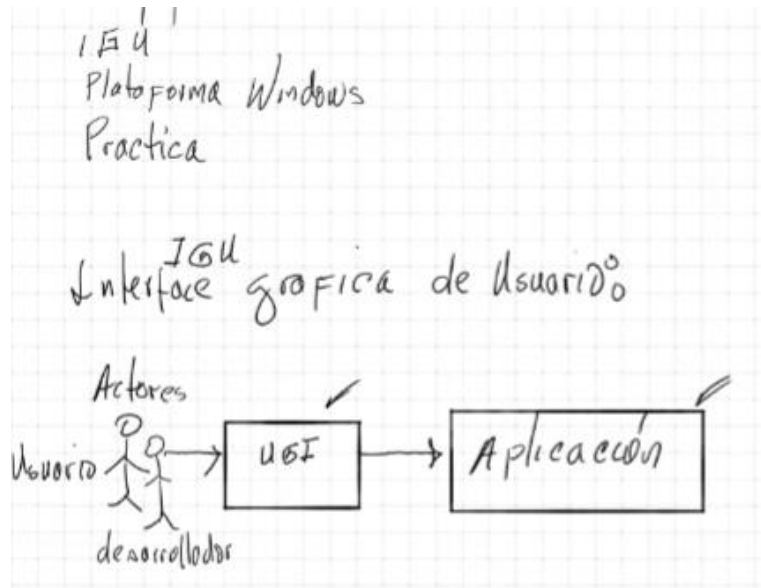 IGU
Plataforma Windows
Practica
IGU
Interface grafica de Usuario:
Actores
Usuario
UGI
Aplicacción
desarrollador